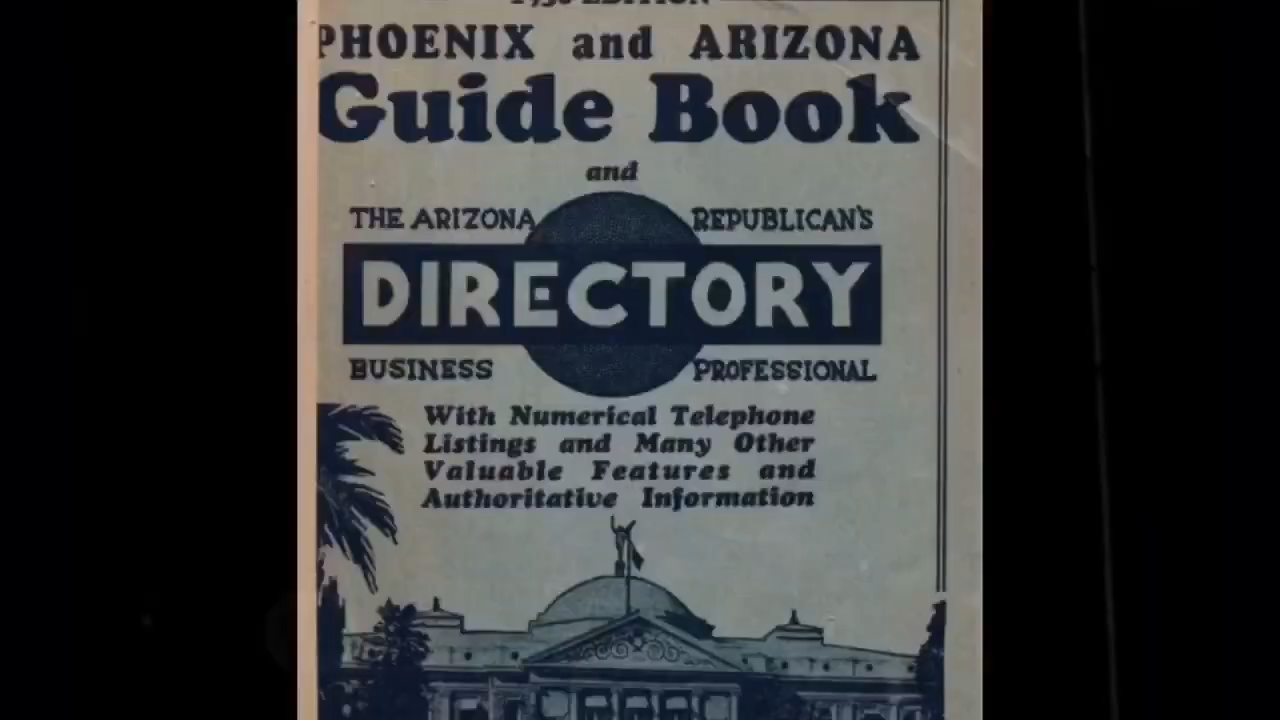 EDITION
PHOENIX and ARIZONA
Guide Book
and
THE ARIZONA REPUBLICAN'S
DIRECTORY
BUSINESS PROFESSIONAL
With Numerical Telephone
Listings and Many Other
Valuable Features and
Authoritative Information